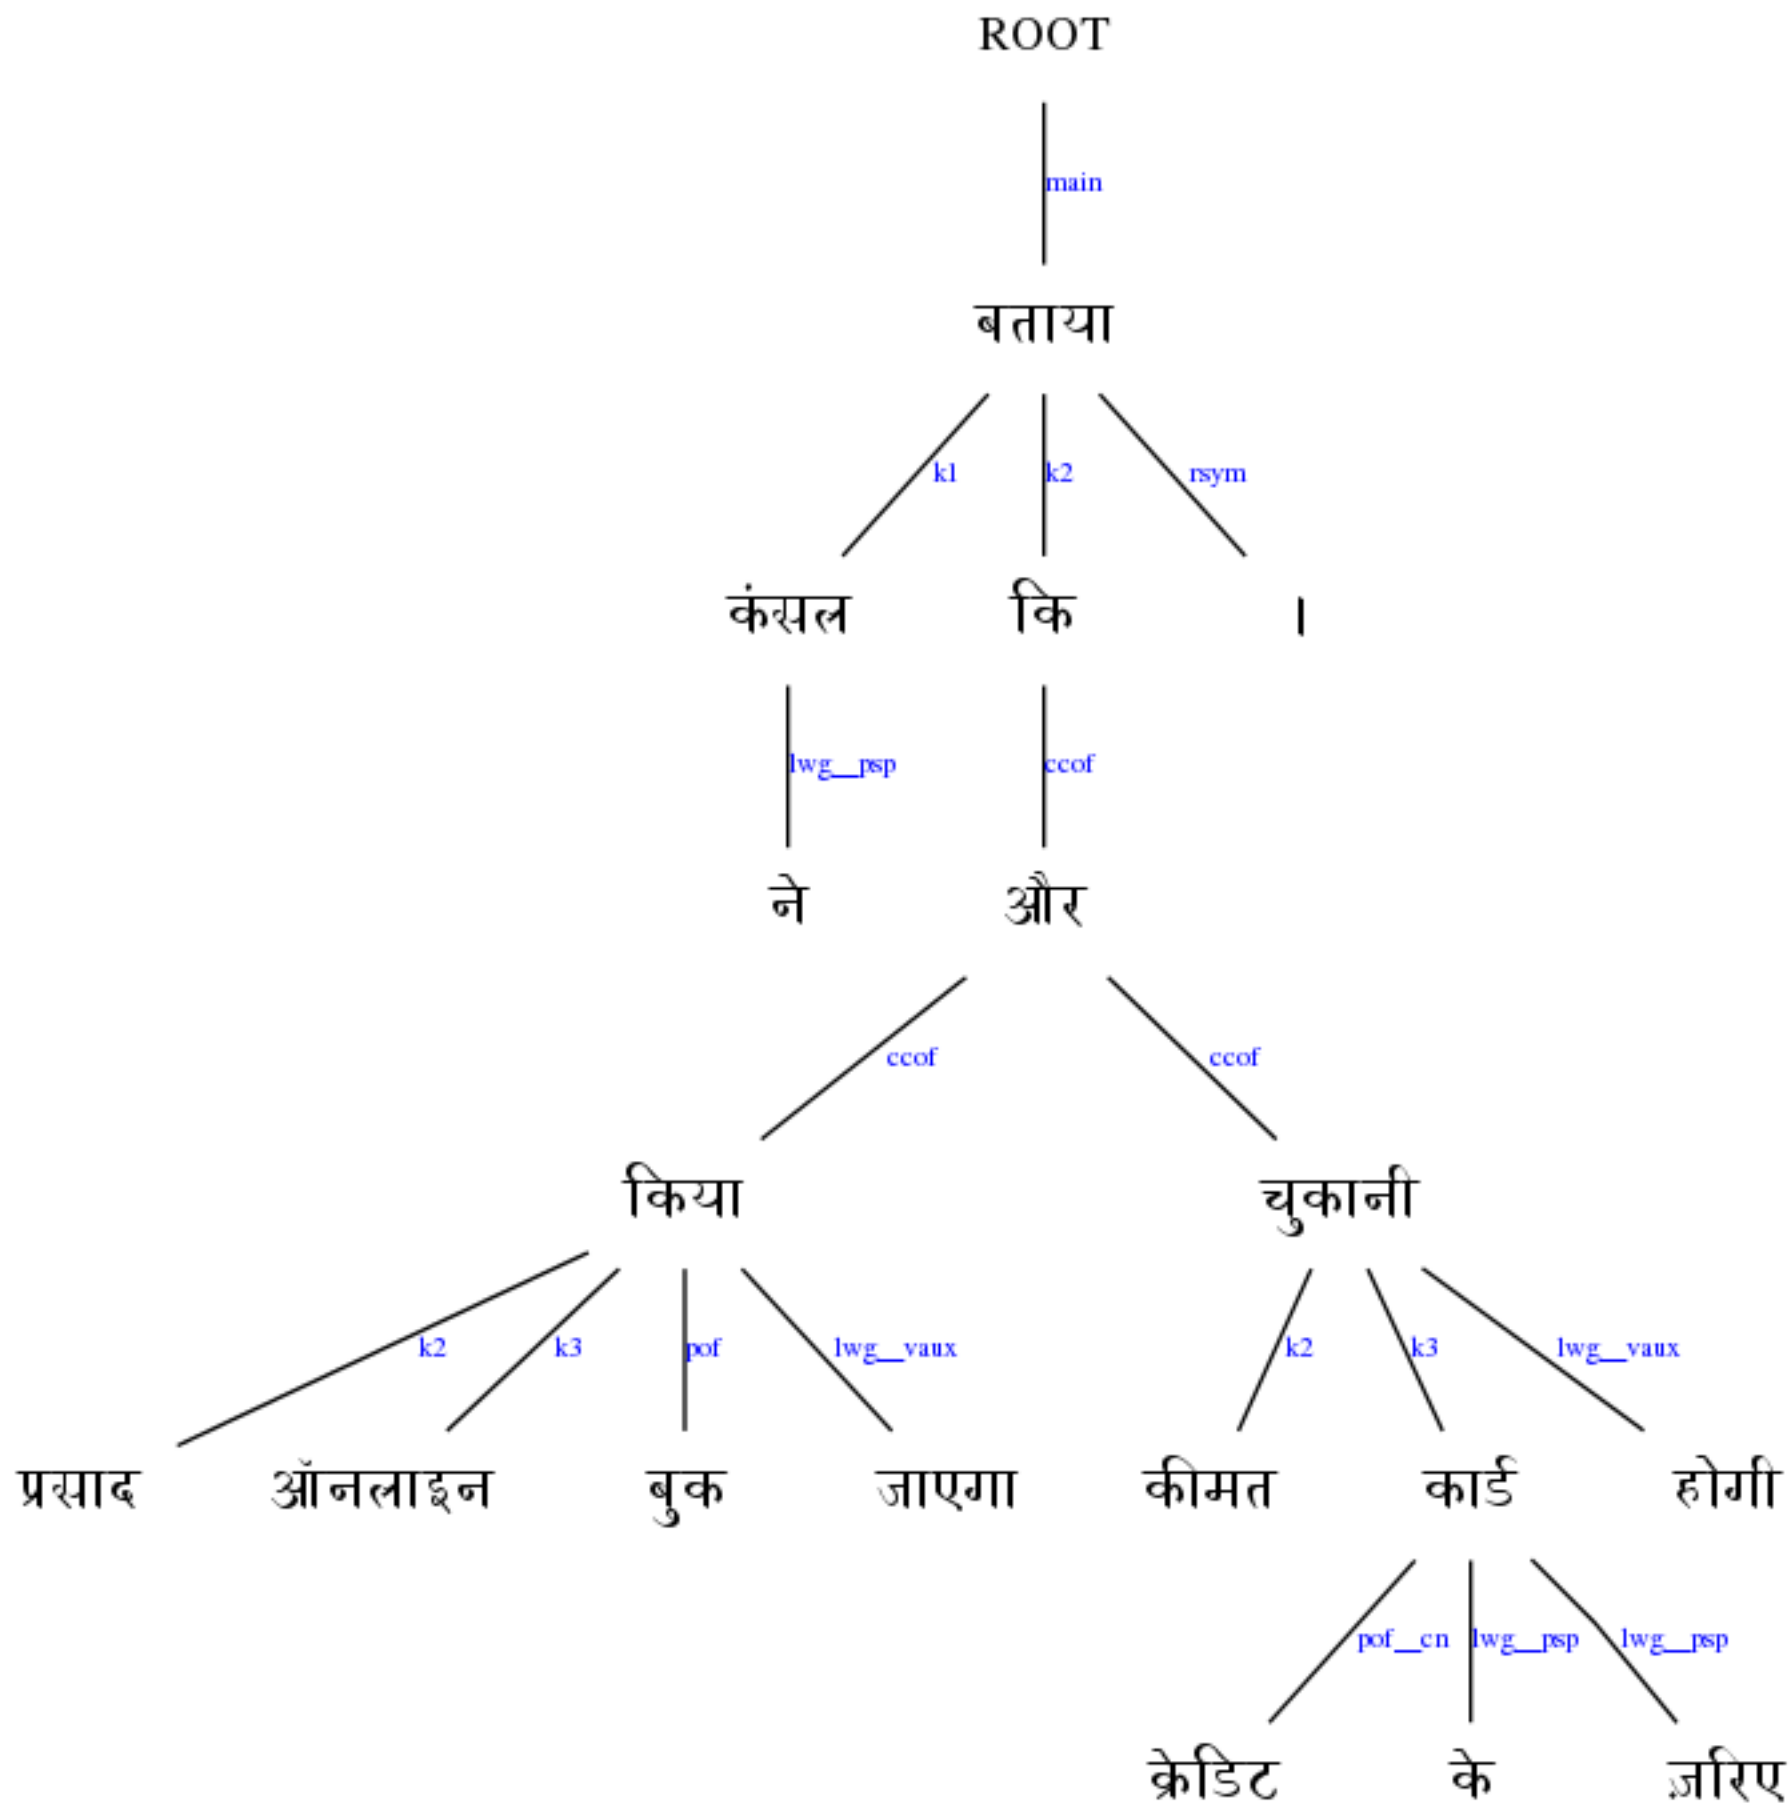 ROOT
main
बताया
k1 k2 rsym
कंसल कि ।
lwg__psp ccof
ने और
ccof ccof
किया चुकानी
k2 k3 pof lwg__vaux k2 k3 lwg__vaux
प्रसाद ऑनलाइन बुक जाएगा कीमत कार्ड होगी
pof__cn lwg__psp lwg__psp
क्रेडिट के ज़रिए